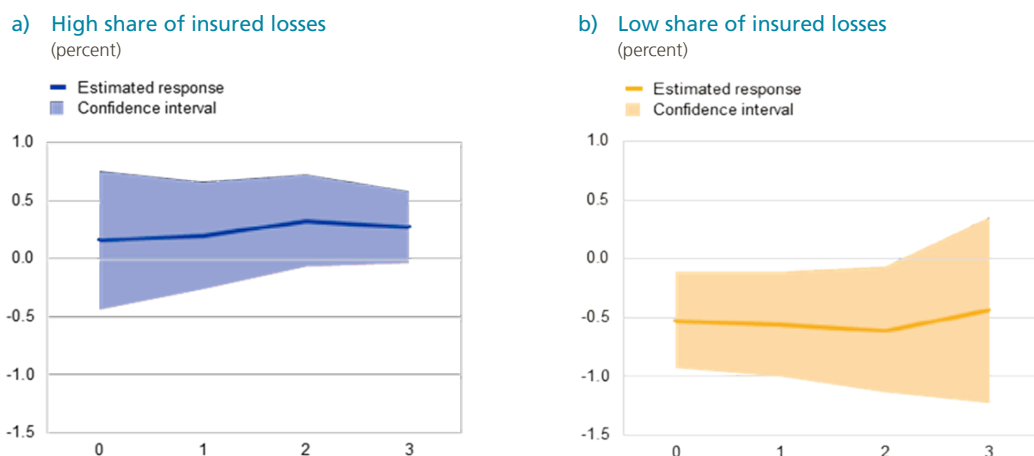 a) High share of insured losses
(percent)
Estimated response
Confidence interval
1.0
0.5
0.0
-0.5
-1.0
-1.5
0 1 2 3
b) Low share of insured losses
(percent)
Estimated response
Confidence interval
1.0
0.5
0.0
-0.5
-1.0
-1.5
0 1 2 3